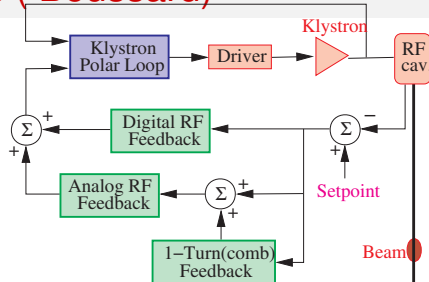 ( Boussard)
Klystron
Klystron
Polar Loop
Driver
RF
cav
Σ
+
+
Digital RF
Feedback
Σ
−
+
Setpoint
Analog RF
Feedback
Σ
+
+
1−Turn(comb)
Feedback
Beam